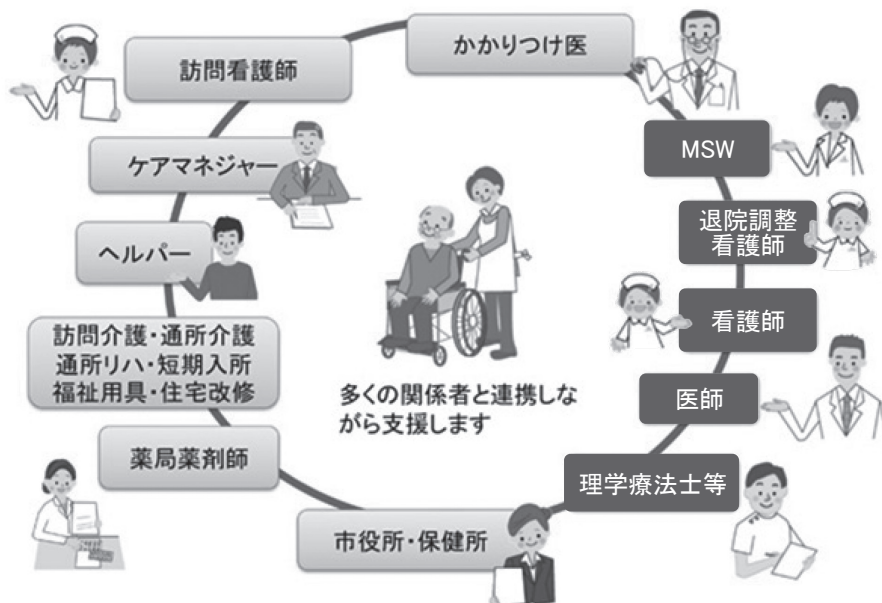 訪問看護師
かかりつけ医
ケアマネジャー
MSW
ヘルパー
退院調整
看護師
看護師
訪問介護・通所介護
通所リハ・短期入所
福祉用具・住宅改修
多くの関係者と連携しな
がら支援します
医師
薬局薬剤師
理学療法士等
市役所・保健所